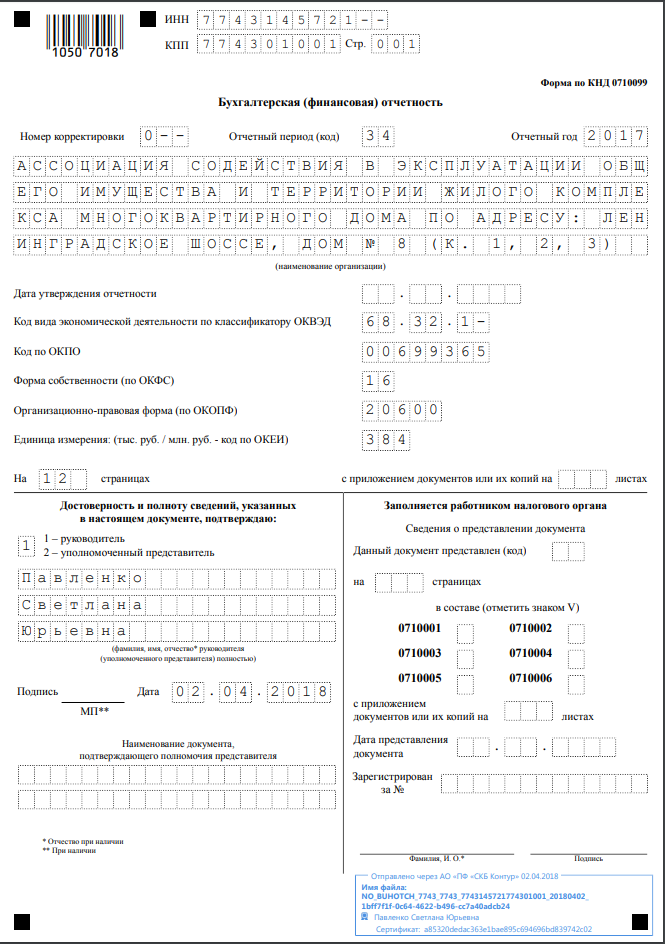 ИНН 7743145721--
1050 7018
КПП 774301001 Стр. 001
Форма по КНД 0710099
Бухгалтерская (финансовая) отчетность
Номер корректировки 0-- Отчетный период (код) 34 Отчетный год 2017
АССОЦИАЦИЯ СОДЕЙСТВИЯ В ЭКСПЛУАТАЦИИ ОБЩ
ЕГО ИМУЩЕСТВА И ТЕРРИТОРИИ ЖИЛОГО КОМПЛЕ
КСА МНОГОКВАРТИРНОГО ДОМА ПО АДРЕСУ: ЛЕН
ИНГРАДСКОЕ ШОССЕ, ДОМ № 8 (К. 1, 2, 3)
(наименование организации)
Дата утверждения отчетности . .
Код вида экономической деятельности по классификатору ОКВЭД 68.32.1-
Код по ОКПО 00699365
Форма собственности (по ОКФС) 16
Организационно-правовая форма (по ОКОПФ) 20600
Единица измерения: (тыс. руб. / млн. руб. - код по ОКЕИ) 384
На 12 страницах с приложением документов или их копий на листах
Достоверность и полноту сведений, указанных
в настоящем документе, подтверждаю:
1 1 – руководитель
2 – уполномоченный представитель
Павленко
Светлана
Юрьевна
(фамилия, имя, отчество* руководителя
(уполномоченного представителя) полностью)
Подпись Дата 02.04.2018
МП**
Наименование документа,
подтверждающего полномочия представителя
* Отчество при наличии
** При наличии
Заполняется работником налогового органа
Сведения о представлении документа
Данный документ представлен (код)
на страницах
в составе (отметить знаком V)
0710001 0710002
0710003 0710004
0710005 0710006
с приложением
документов или их копий на листах
Дата представления
документа . .
Зарегистрирован
за №
Фамилия, И. О.* Подпись
Отправлено через АО «ПФ «СКБ Контур» 02.04.2018
Имя файла:
NO_BUHOTCH_7743_7743_7743145721774301001_20180402_
1bff7f1f-0c64-4622-b496-cc7a40adcb24
Павленко Светлана Юрьевна
Сертификат: a85320dedac363e1bae895c694696bd839742c02